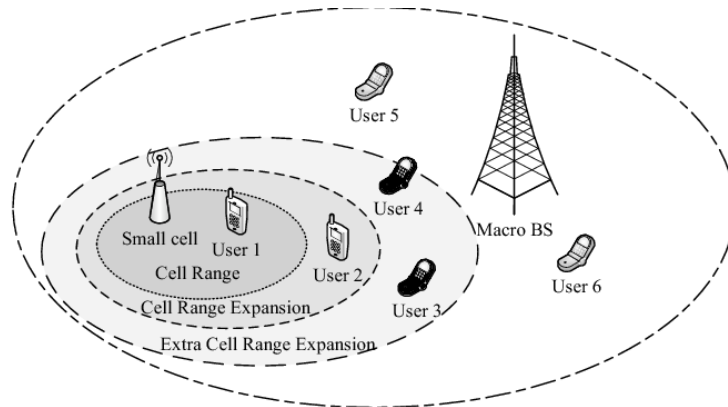 User 5
User 4
Macro BS
Small cell
User 1
Cell Range
User 2
User 6
User 3
Cell Range Expansion
Extra Cell Range Expansion